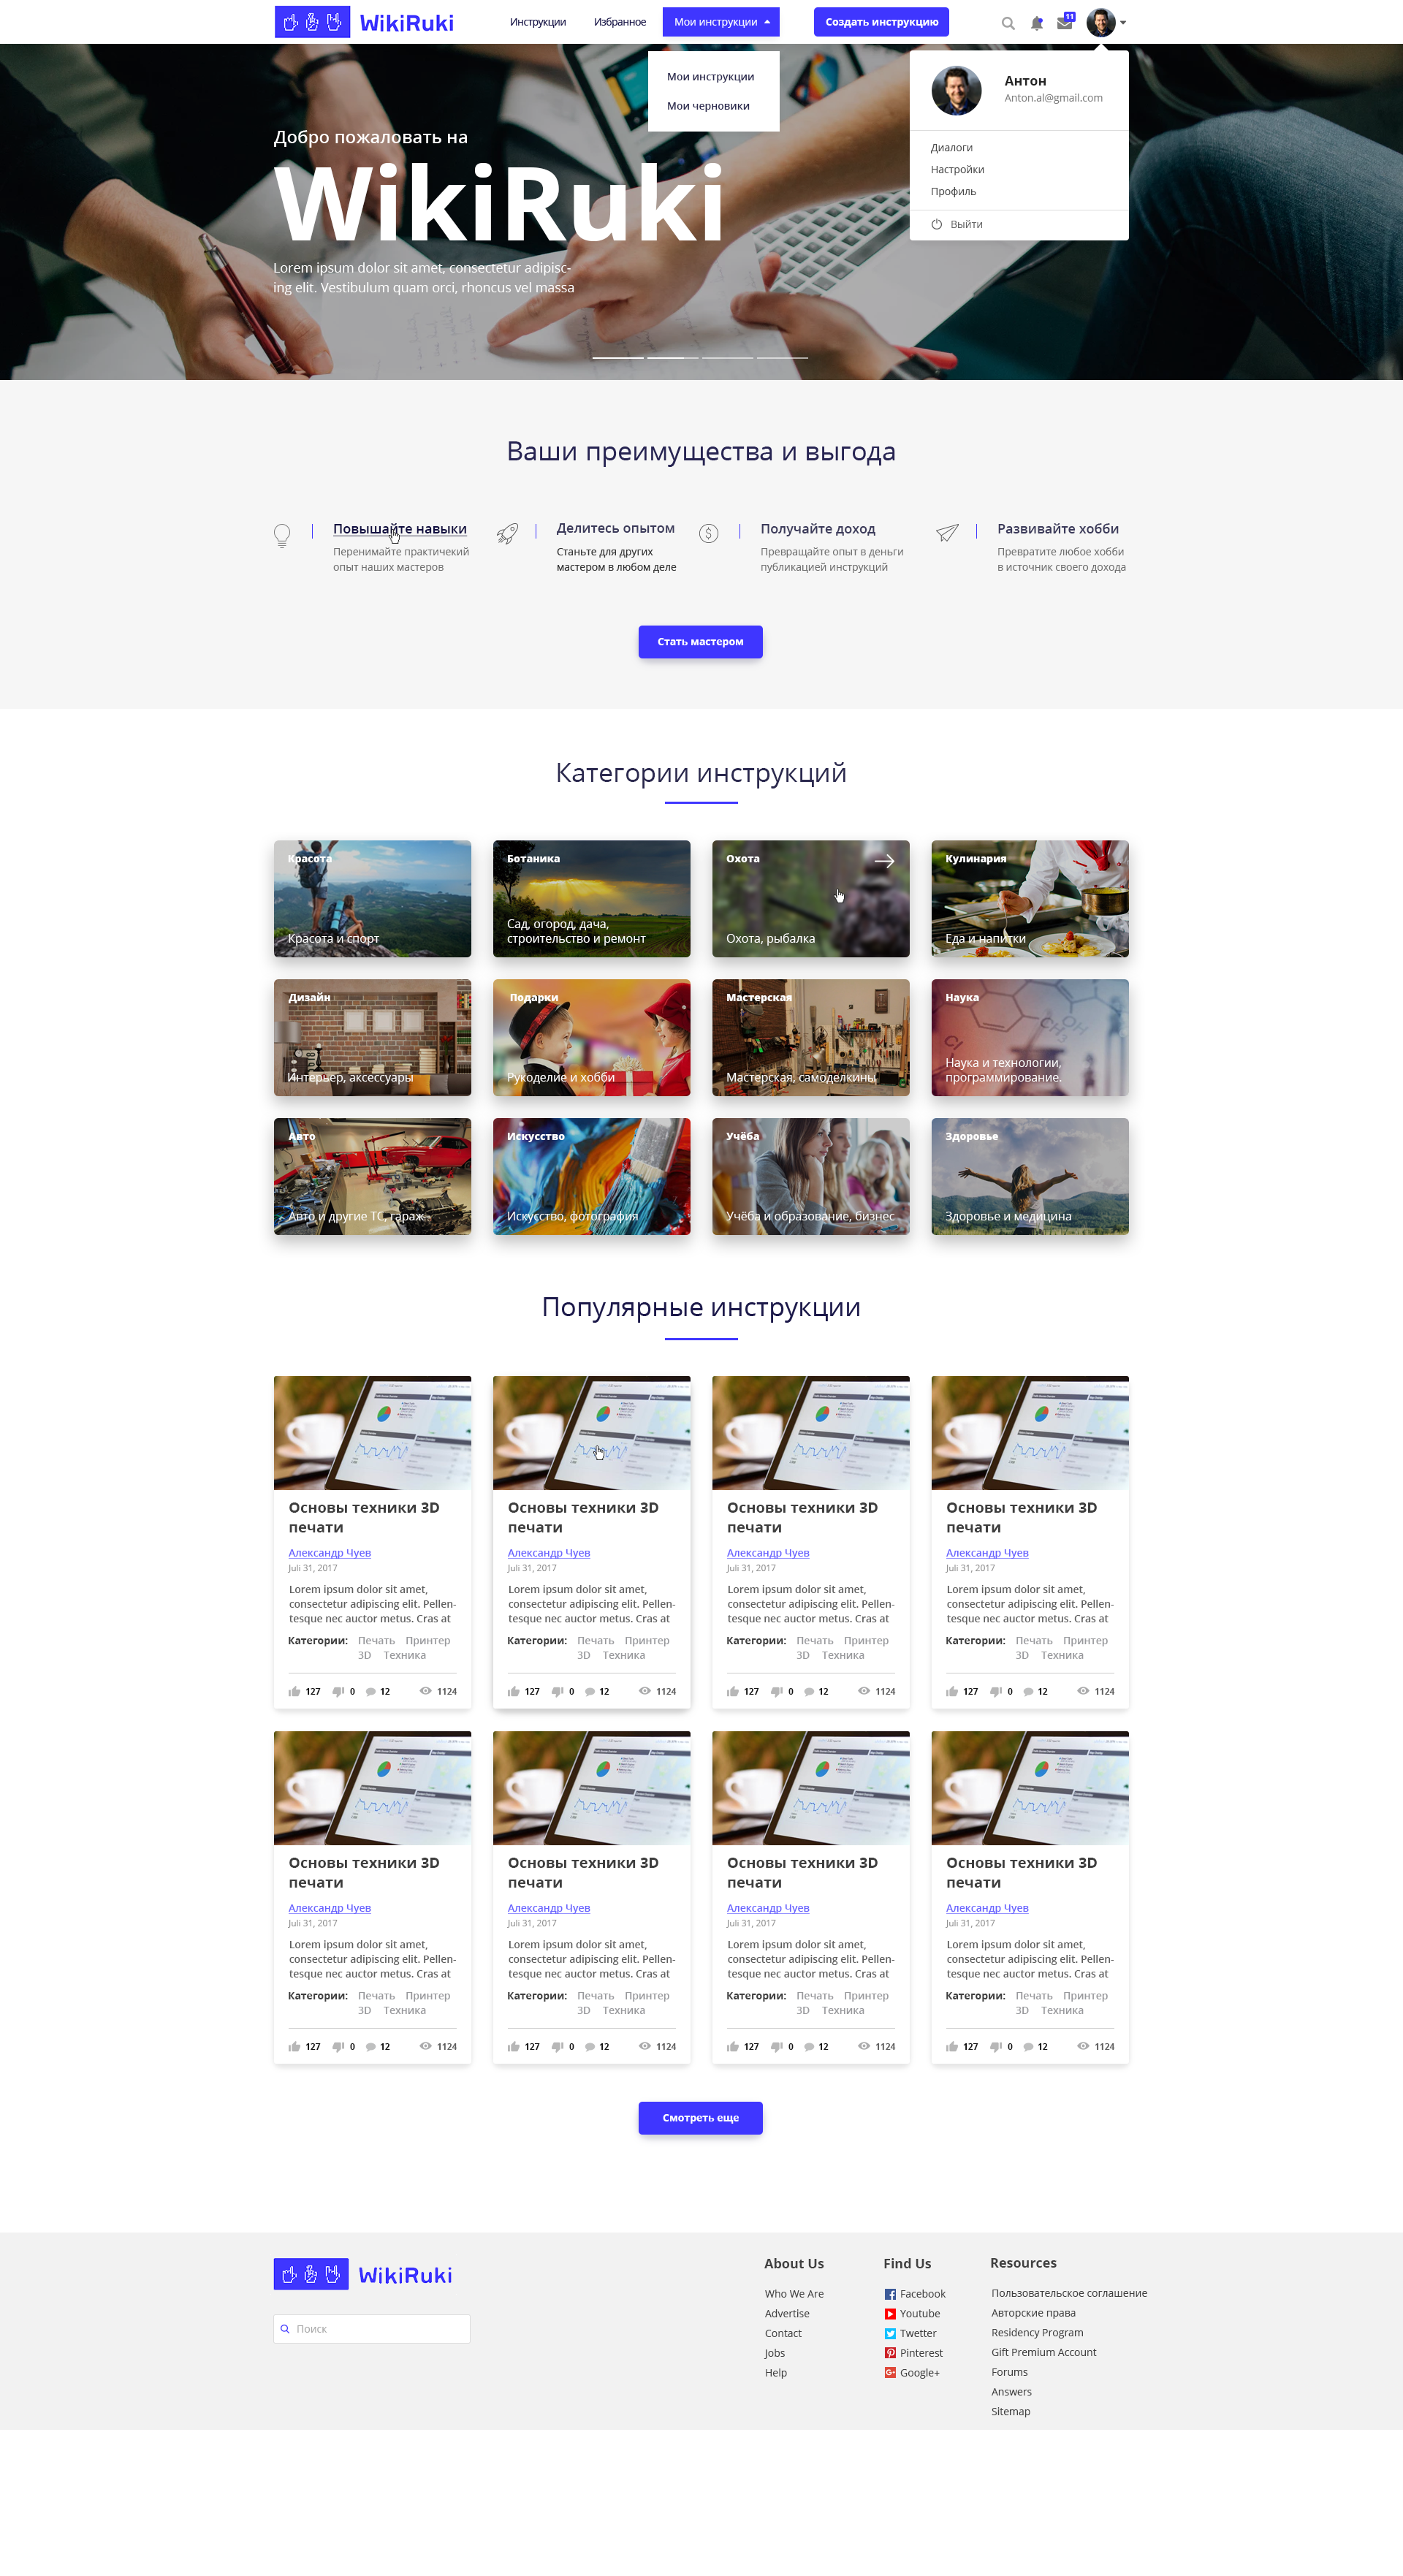 WikiRuki
Инструкции Избранное Мои инструкции Создать инструкцию 11
Мои инструкции
Мои черновики
Антон
Anton.al@gmail.com
Диалоги
Настройки
Профиль
Выйти
Добро пожаловать на
WikiRuki
Lorem ipsum dolor sit amet, consectetur adipisc-
ing elit. Vestibulum quam orci, rhoncus vel massa
Ваши преимущества и выгода
Повышайте навыки
Перенимайте практичекий
опыт наших мастеров
Делитесь опытом
Станьте для других
мастером в любом деле
Получайте доход
Превращайте опыт в деньги
публикацией инструкций
Развивайте хобби
Превратите любое хобби
в источник своего дохода
Стать мастером
Категории инструкций
Красота
Красота и спорт
Ботаника
Сад, огород, дача,
строительство и ремонт
Охота
Охота, рыбалка
Кулинария
Еда и напитки
Дизайн
Интерьер, аксессуары
Подарки
Рукоделие и хобби
Мастерская
Мастерская, самоделкины
Наука
Наука и технологии,
программирование.
Авто
Авто и другие ТС, гараж
Искусство
Искусство, фотография
Учёба
Учёба и образование, бизнес
Здоровье
Здоровье и медицина
Популярные инструкции
Основы техники 3D
печати
Александр Чуев
Juli 31, 2017
Lorem ipsum dolor sit amet,
consectetur adipiscing elit. Pellen-
tesque nec auctor metus. Cras at
Категории: Печать Принтер
3D Техника
127 0 12 1124
Основы техники 3D
печати
Александр Чуев
Juli 31, 2017
Lorem ipsum dolor sit amet,
consectetur adipiscing elit. Pellen-
tesque nec auctor metus. Cras at
Категории: Печать Принтер
3D Техника
127 0 12 1124
Основы техники 3D
печати
Александр Чуев
Juli 31, 2017
Lorem ipsum dolor sit amet,
consectetur adipiscing elit. Pellen-
tesque nec auctor metus. Cras at
Категории: Печать Принтер
3D Техника
127 0 12 1124
Основы техники 3D
печати
Александр Чуев
Juli 31, 2017
Lorem ipsum dolor sit amet,
consectetur adipiscing elit. Pellen-
tesque nec auctor metus. Cras at
Категории: Печать Принтер
3D Техника
127 0 12 1124
Основы техники 3D
печати
Александр Чуев
Juli 31, 2017
Lorem ipsum dolor sit amet,
consectetur adipiscing elit. Pellen-
tesque nec auctor metus. Cras at
Категории: Печать Принтер
3D Техника
127 0 12 1124
Основы техники 3D
печати
Александр Чуев
Juli 31, 2017
Lorem ipsum dolor sit amet,
consectetur adipiscing elit. Pellen-
tesque nec auctor metus. Cras at
Категории: Печать Принтер
3D Техника
127 0 12 1124
Основы техники 3D
печати
Александр Чуев
Juli 31, 2017
Lorem ipsum dolor sit amet,
consectetur adipiscing elit. Pellen-
tesque nec auctor metus. Cras at
Категории: Печать Принтер
3D Техника
127 0 12 1124
Основы техники 3D
печати
Александр Чуев
Juli 31, 2017
Lorem ipsum dolor sit amet,
consectetur adipiscing elit. Pellen-
tesque nec auctor metus. Cras at
Категории: Печать Принтер
3D Техника
127 0 12 1124
Смотреть еще
WikiRuki
Поиск
About Us
Who We Are
Advertise
Contact
Jobs
Help
Find Us
Facebook
Youtube
Twetter
Pinterest
Google+
Resources
Пользовательское соглашение
Авторские права
Residency Program
Gift Premium Account
Forums
Answers
Sitemap